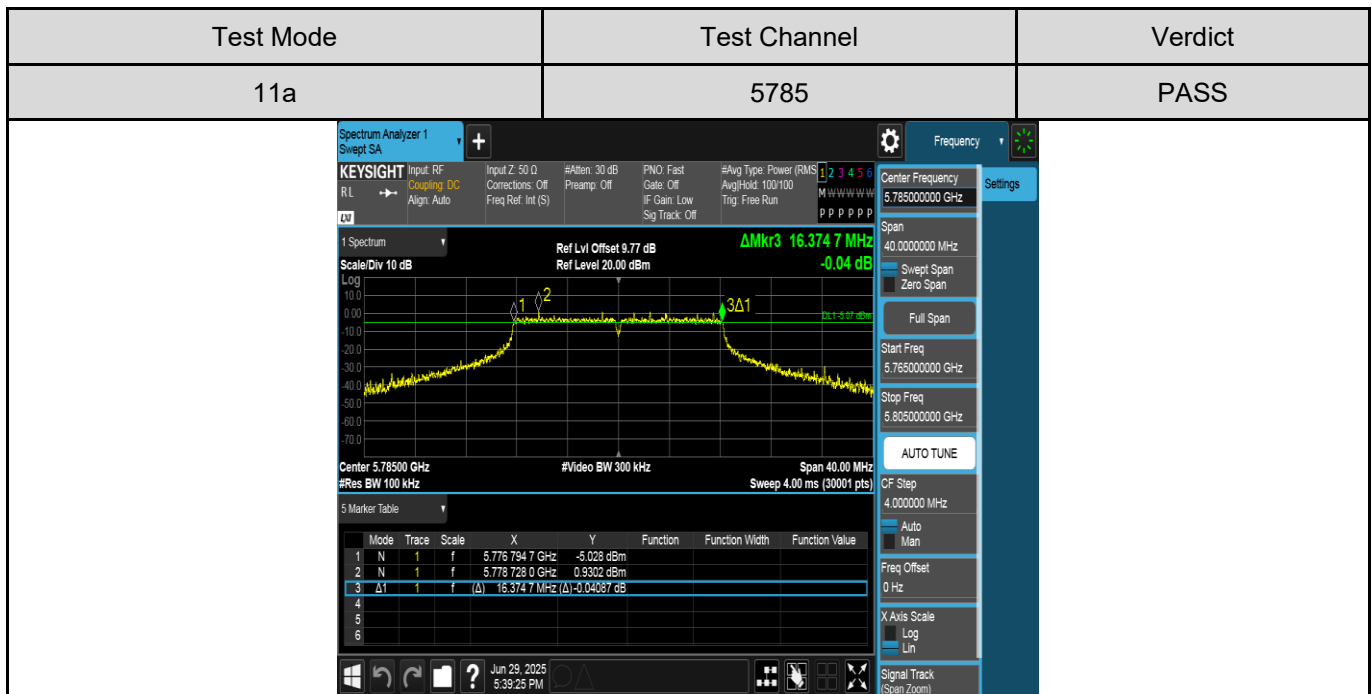 Test Mode Test Channel Verdict
11a 5785 PASS
Spectrum Analyzer 1
Swept SA
+
Frequency
KEYSIGHT
RL
LXI
Input: RF
Coupling: DC
Align: Auto
Input Z: 50 Ω
Corrections: Off
Freq Ref: Int (S)
#Atten: 30 dB
Preamp: Off
PNO: Fast
Gate: Off
IF Gain: Low
Sig Track: Off
#Avg Type: Power (RMS
Avg|Hold: 100/100
Trig: Free Run
1 2 3 4 5 6
M W W W W W
P P P P P P
1 Spectrum
Scale/Div 10 dB
Ref Lvl Offset 9.77 dB
Ref Level 20.00 dBm
ΔMkr3 16.374 7 MHz
-0.04 dB
Log
10.0
0.00
-10.0
-20.0
-30.0
-40.0
-50.0
-60.0
-70.0
1
2
3Δ1
DL1 -5.07 dBm
Center 5.78500 GHz
#Video BW 300 kHz
Span 40.00 MHz
#Res BW 100 kHz
Sweep 4.00 ms (30001 pts)
5 Marker Table
Mode Trace Scale X Y Function Function Width Function Value
1 N 1 f 5.776 794 7 GHz -5.028 dBm
2 N 1 f 5.778 728 0 GHz 0.9302 dBm
3 Δ1 1 f (Δ) 16.374 7 MHz (Δ) -0.04087 dB
4
5
6
?
Jun 29, 2025
5:39:25 PM
Center Frequency
5.785000000 GHz
Settings
Span
40.0000000 MHz
Swept Span
Zero Span
Full Span
Start Freq
5.765000000 GHz
Stop Freq
5.805000000 GHz
AUTO TUNE
CF Step
4.000000 MHz
Auto
Man
Freq Offset
0 Hz
X Axis Scale
Log
Lin
Signal Track
(Span Zoom)